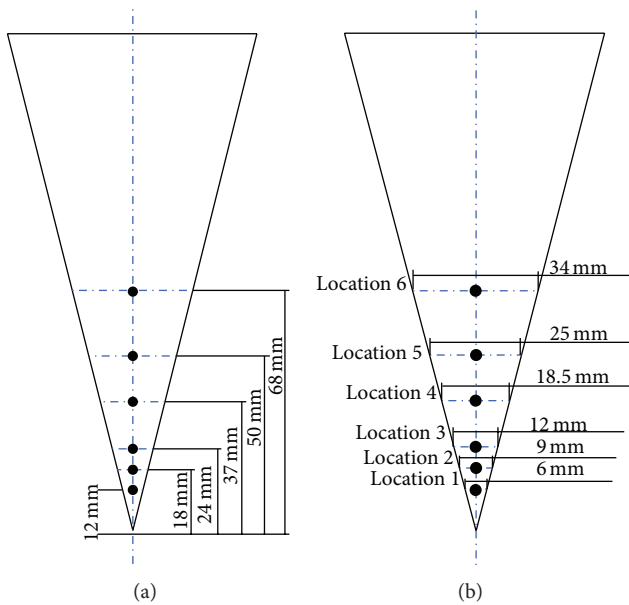 12 mm
18 mm
24 mm
37 mm
50 mm
68 mm
(a)
Location 6
34 mm
Location 5
25 mm
Location 4
18.5 mm
Location 3
12 mm
Location 2
9 mm
Location 1
6 mm
(b)